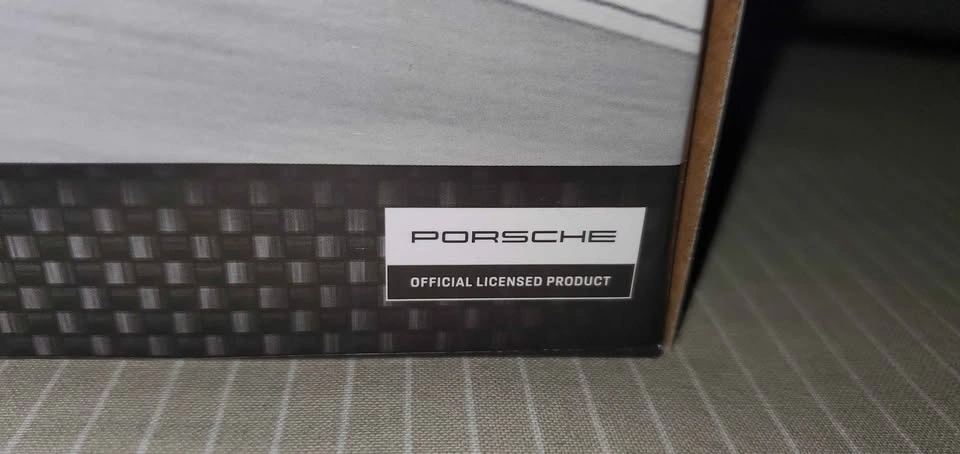 PORSCHE
OFFICIAL LICENSED PRODUCT